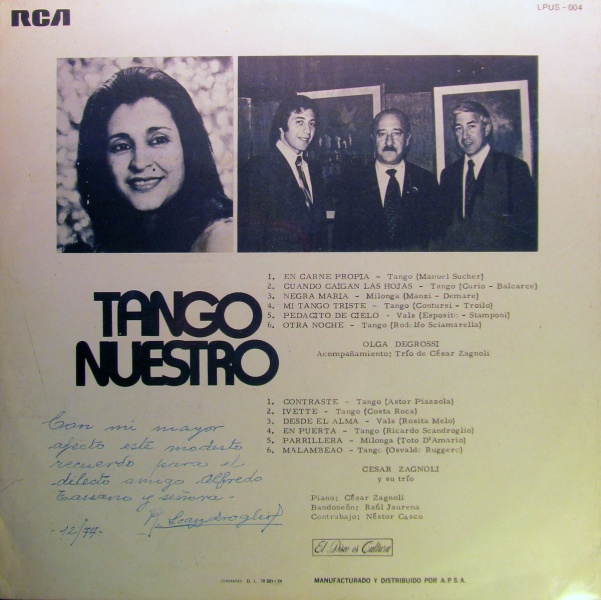 RCA
LPUS - 004
1. EN CARNE PROPIA - Tango (Manuel Sucher)
2. CUANDO CAIGAN LAS HOJAS - Tango (Curio - Balcarce)
3. NEGRA MARIA - Milonga (Manzi - Demare)
4. MI TANGO TRISTE - Tango (Contursi - Troilo)
5. PEDACITO DE CIELO - Vals (Esposito - Stamponi)
6. OTRA NOCHE - Tango (Rodolfo Sciamarella)
OLGA DEGROSSI
Acompañamiento; Trío de César Zagnoli
TANGO
NUESTRO
1. CONTRASTE - Tango (Astor Piazzola)
2. IVETTE - Tango (Costa Roca)
3. DESDE EL ALMA - Vals (Rosita Melo)
4. EN PUERTA - Tango (Ricardo Scandroglio)
5. PARRILLERA - Milonga (Toto D'Amario)
6. MALAMBEAO - Tango (Osvaldo Ruggero)
CESAR ZAGNOLI
y su trío
Piano; César Zagnoli
Bandoneón; Raúl Jaurena
Contrabajo; Néstor Casco
Con mi mayor
afecto este modesto
recuerdo para el
dilecto amigo Alfredo
Tassano y señora -
R. Scandroglio
- 12/77 -
El Disco es Cultura
D. L.
MANUFACTURADO Y DISTRIBUIDO POR A.P.S.A.